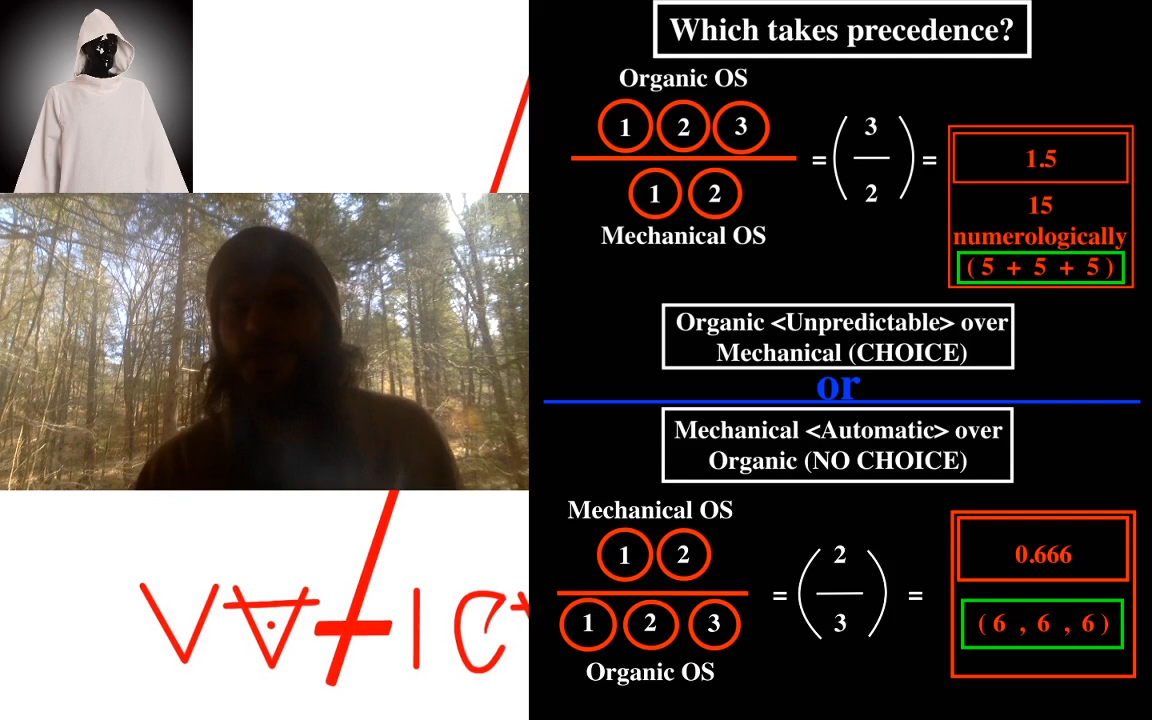 Which takes precedence?
Organic OS
1 2 3
1 2
Mechanical OS
= ( 3 / 2 ) =
1.5
15
numerologically
( 5 + 5 + 5 )
Organic <Unpredictable> over
Mechanical (CHOICE)
or
Mechanical <Automatic> over
Organic (NO CHOICE)
Mechanical OS
1 2
1 2 3
Organic OS
= ( 2 / 3 ) =
0.666
( 6 , 6 , 6 )